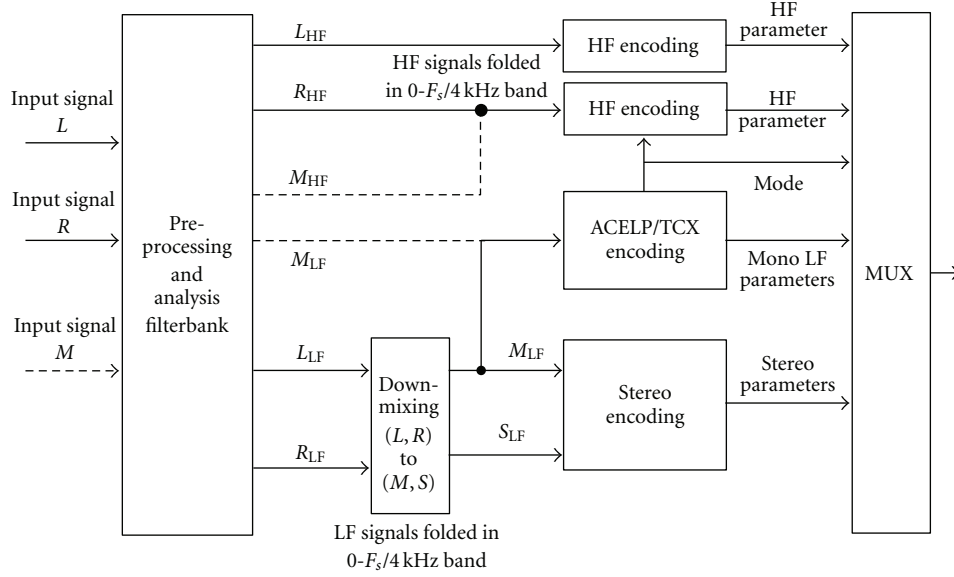 Input signal
L
Input signal
R
Input signal
M
Pre-
processing
and
analysis
filterbank
L_HF
R_HF
M_HF
M_LF
L_LF
R_LF
HF signals folded
in 0-F_s/4 kHz band
Down-
mixing
(L, R)
to
(M, S)
LF signals folded in
0-F_s/4 kHz band
M_LF
S_LF
HF encoding
HF encoding
ACELP/TCX
encoding
Stereo
encoding
HF
parameter
HF
parameter
Mode
Mono LF
parameters
Stereo
parameters
MUX